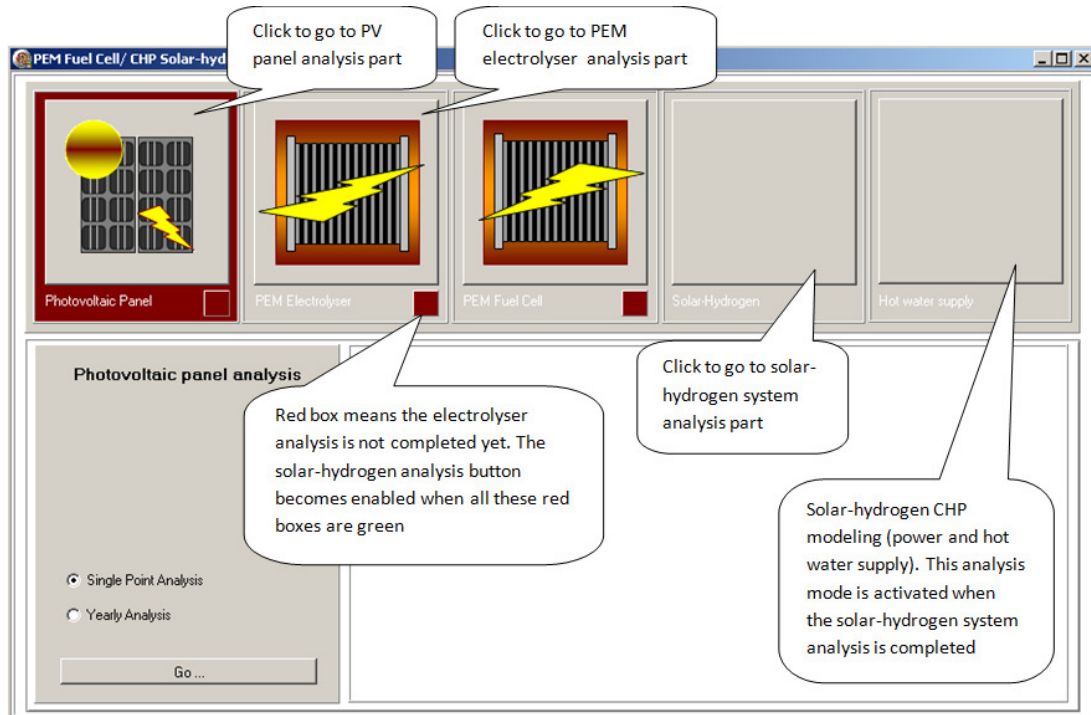 Click to go to PV
panel analysis part
Click to go to PEM
electrolyser analysis part
PEM Fuel Cell/ CHP Solar-hyd
Photovoltaic Panel
PEM Electrolyser
PEM Fuel Cell
Solar-Hydrogen
Hot water supply
Photovoltaic panel analysis
Red box means the electrolyser
analysis is not completed yet. The
solar-hydrogen analysis button
becomes enabled when all these red
boxes are green
Click to go to solar-
hydrogen system
analysis part
Solar-hydrogen CHP
modeling (power and hot
water supply). This analysis
mode is activated when
the solar-hydrogen system
analysis is completed
Single Point Analysis
Yearly Analysis
Go ...